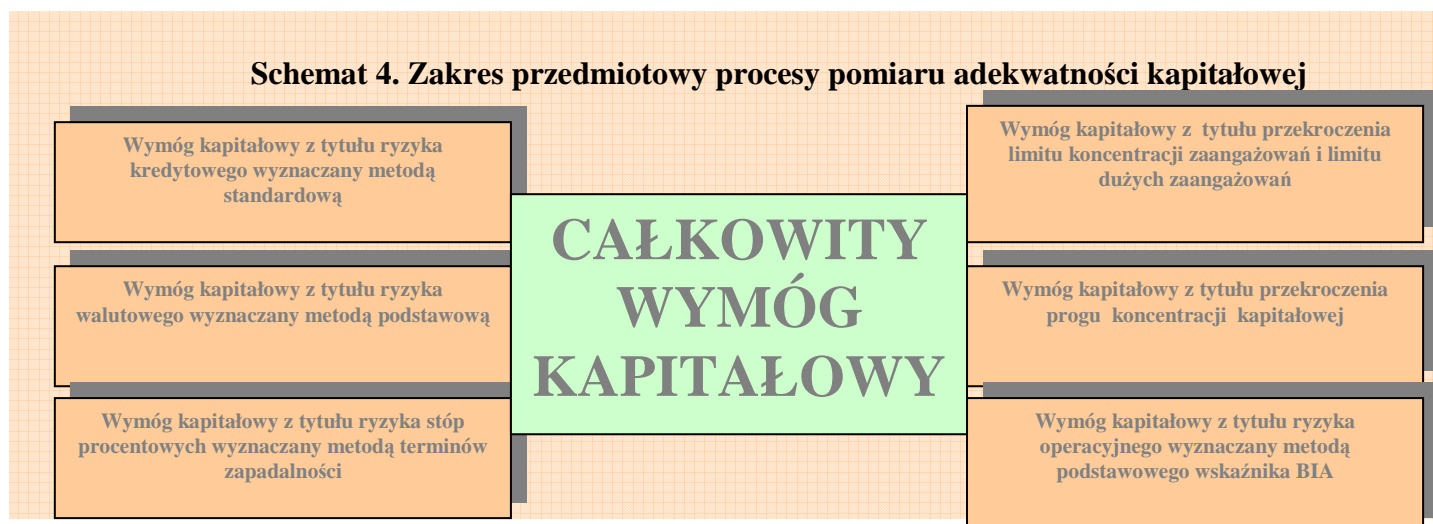 Schemat 4. Zakres przedmiotowy procesy pomiaru adekwatności kapitałowej
Wymóg kapitałowy z tytułu ryzyka
kredytowego wyznaczany metodą
standardową
Wymóg kapitałowy z tytułu ryzyka
walutowego wyznaczany metodą podstawową
Wymóg kapitałowy z tytułu ryzyka stóp
procentowych wyznaczany metodą terminów
zapadalności
CAŁKOWITY
WYMÓG
KAPITAŁOWY
Wymóg kapitałowy z tytułu przekroczenia
limitu koncentracji zaangażowań i limitu
dużych zaangażowań
Wymóg kapitałowy z tytułu przekroczenia
progu koncentracji kapitałowej
Wymóg kapitałowy z tytułu ryzyka
operacyjnego wyznaczany metodą
podstawowego wskaźnika BIA